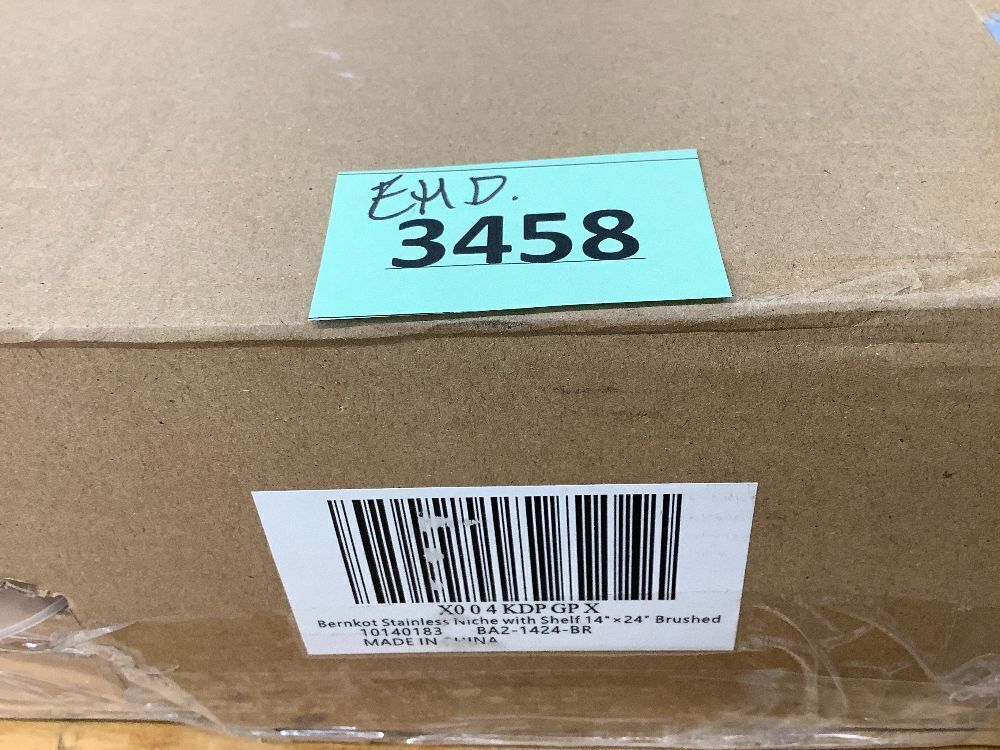 EHD.
3458
X004KDPGPX
Bernkot Stainless Niche with Shelf 14"×24" Brushed
10140183 BA2-1424-BR
MADE IN CHINA